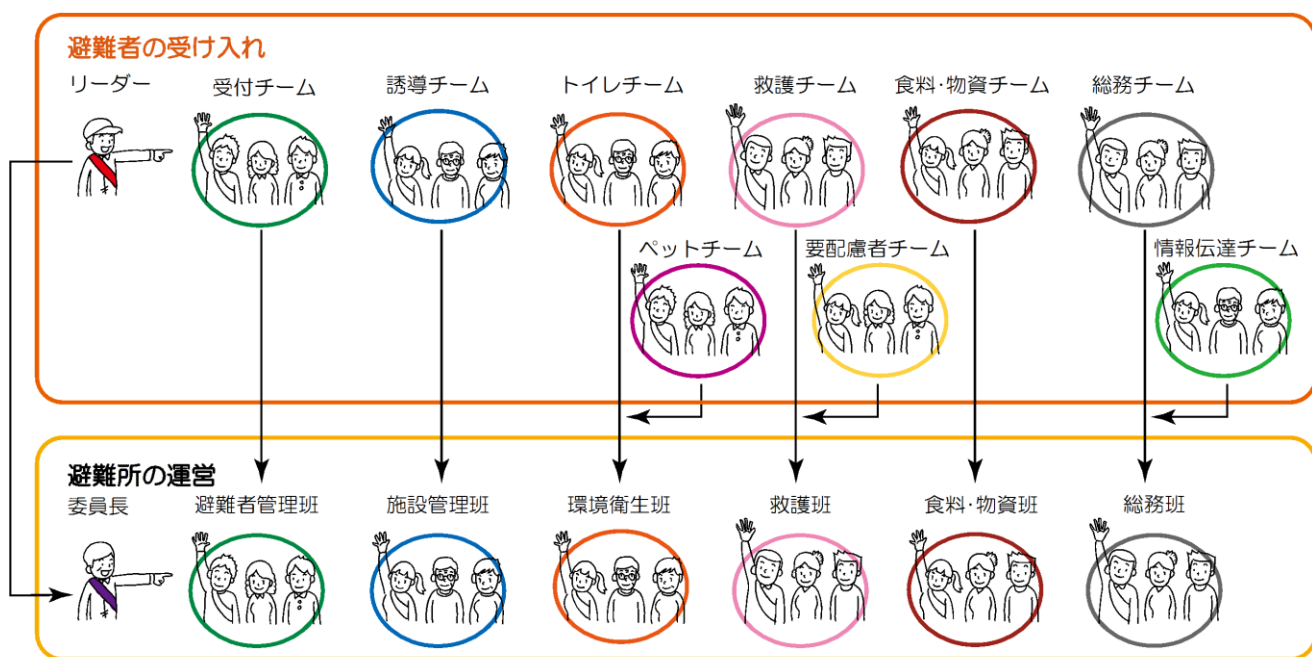 避難者の受け入れ
リーダー
受付チーム
誘導チーム
トイレチーム
救護チーム
食料・物資チーム
総務チーム
ペットチーム
要配慮者チーム
情報伝達チーム
避難所の運営
委員長
避難者管理班
施設管理班
環境衛生班
救護班
食料・物資班
総務班